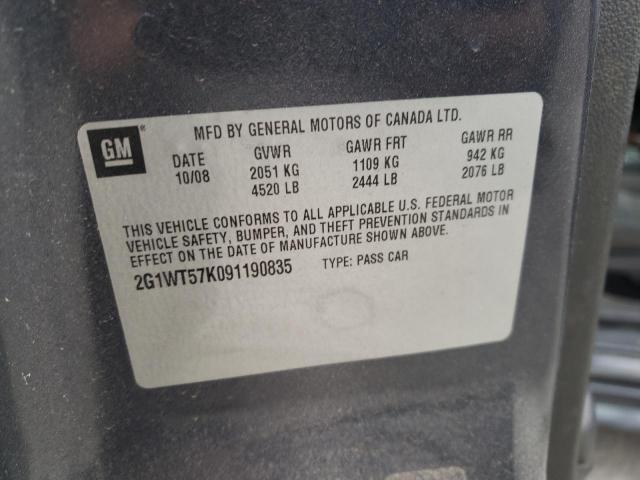 GM
®
MFD BY GENERAL MOTORS OF CANADA LTD.
DATE GVWR GAWR FRT GAWR RR
10/08 2051 KG 1109 KG 942 KG
4520 LB 2444 LB 2076 LB
THIS VEHICLE CONFORMS TO ALL APPLICABLE U.S. FEDERAL MOTOR
VEHICLE SAFETY, BUMPER, AND THEFT PREVENTION STANDARDS IN
EFFECT ON THE DATE OF MANUFACTURE SHOWN ABOVE.
2G1WT57K091190835 TYPE: PASS CAR